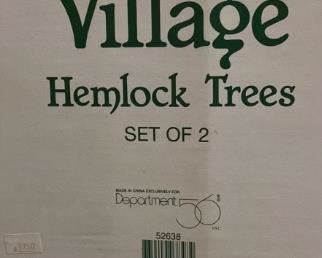 Village
Hemlock Trees
SET OF 2
MADE IN CHINA EXCLUSIVELY FOR
Department 56®
INC.
52638